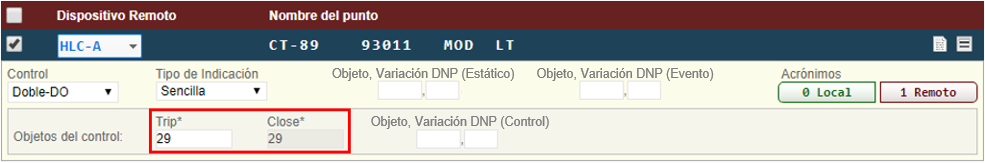 Dispositivo Remoto Nombre del punto
HLC-A CT-89 93011 MOD LT
Control Tipo de Indicación Objeto, Variación DNP (Estático) Objeto, Variación DNP (Evento) Acrónimos
Doble-DO Sencilla , , 0 Local 1 Remoto
Objetos del control: Trip* Close* Objeto, Variación DNP (Control)
29 29 ,